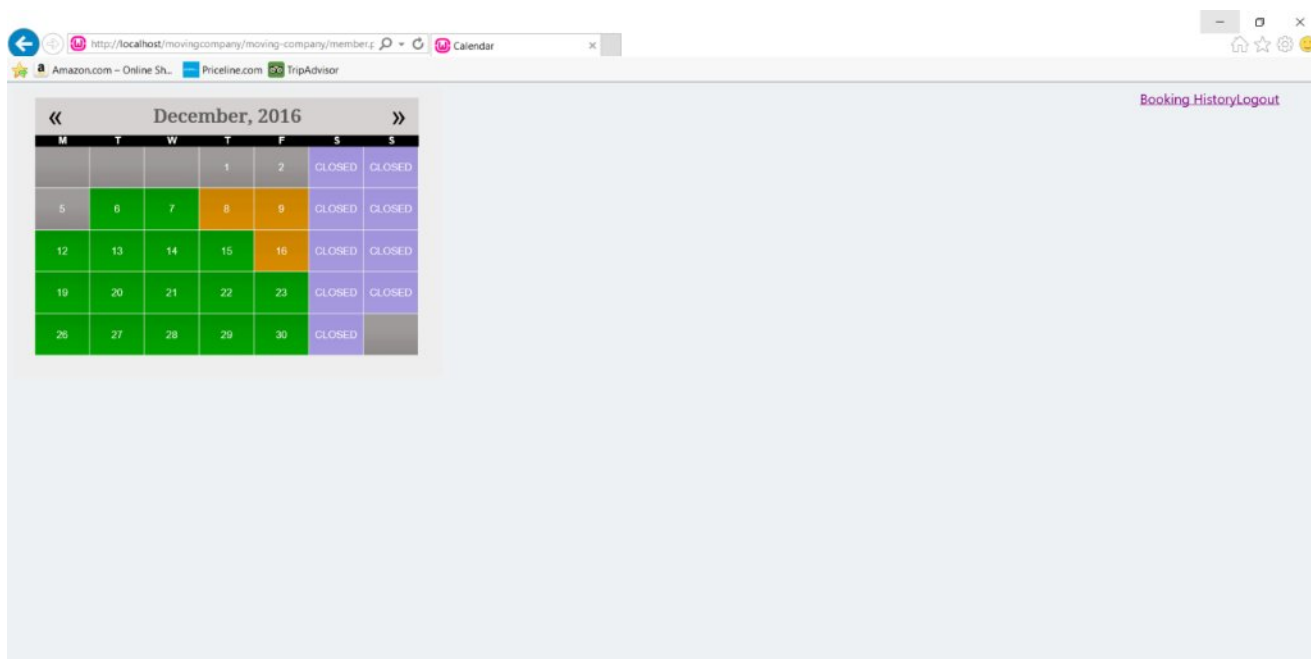 http://localhost/movingcompany/moving-company/member.p
Calendar
Amazon.com – Online Sh... Priceline.com TripAdvisor
Booking HistoryLogout
« December, 2016 »
M T W T F S S
1 2 CLOSED CLOSED
5 6 7 8 9 CLOSED CLOSED
12 13 14 15 16 CLOSED CLOSED
19 20 21 22 23 CLOSED CLOSED
26 27 28 29 30 CLOSED